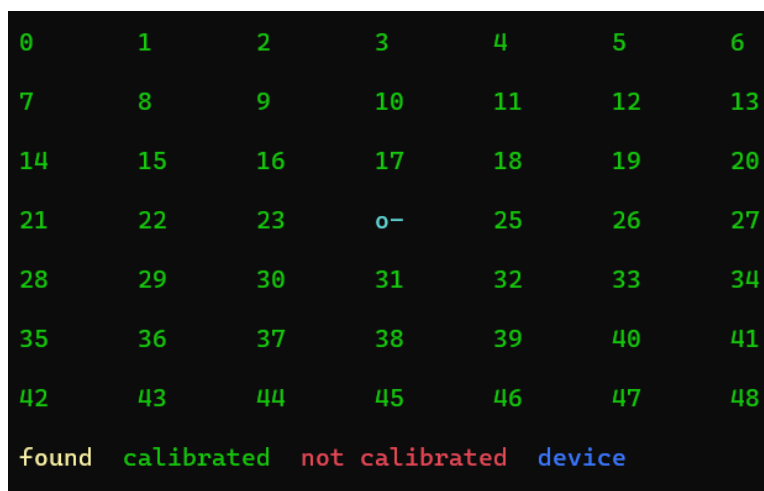 0 1 2 3 4 5 6
7 8 9 10 11 12 13
14 15 16 17 18 19 20
21 22 23 o- 25 26 27
28 29 30 31 32 33 34
35 36 37 38 39 40 41
42 43 44 45 46 47 48
found calibrated not calibrated device